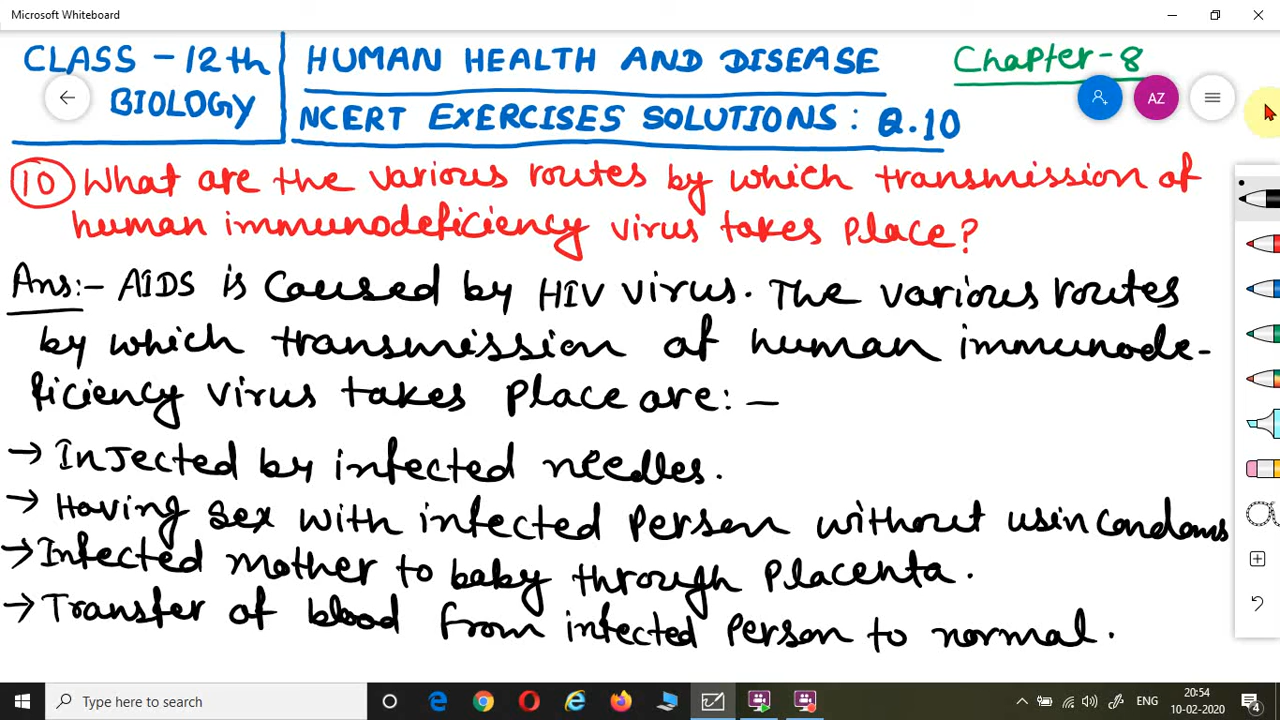 Microsoft Whiteboard
CLASS - 12th
BIOLOGY
HUMAN HEALTH AND DISEASE
NCERT EXERCISES SOLUTIONS : Q.10
Chapter-8
AZ
10 What are the various routes by which transmission of
human immunodeficiency virus takes place?
Ans:- AIDS is caused by HIV virus. The various routes
by which transmission of human immunode-
ficiency virus takes place are: —
→ Injected by infected needles.
→ Having sex with infected person without usin condoms
→ Infected mother to baby through placenta.
→ Transfer of blood from infected person to normal.
Type here to search
ENG
20:54
10-02-2020
4